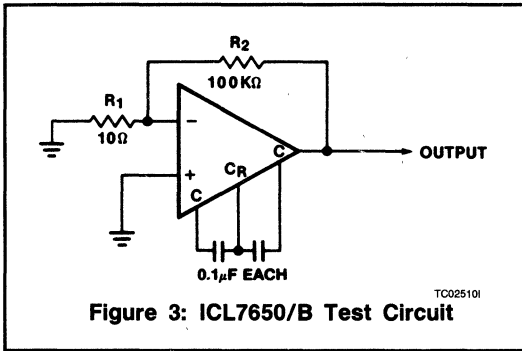 R2
100KΩ
R1
10Ω
−
+
C
CR
C
OUTPUT
0.1μF EACH
TC02510I
Figure 3: ICL7650/B Test Circuit